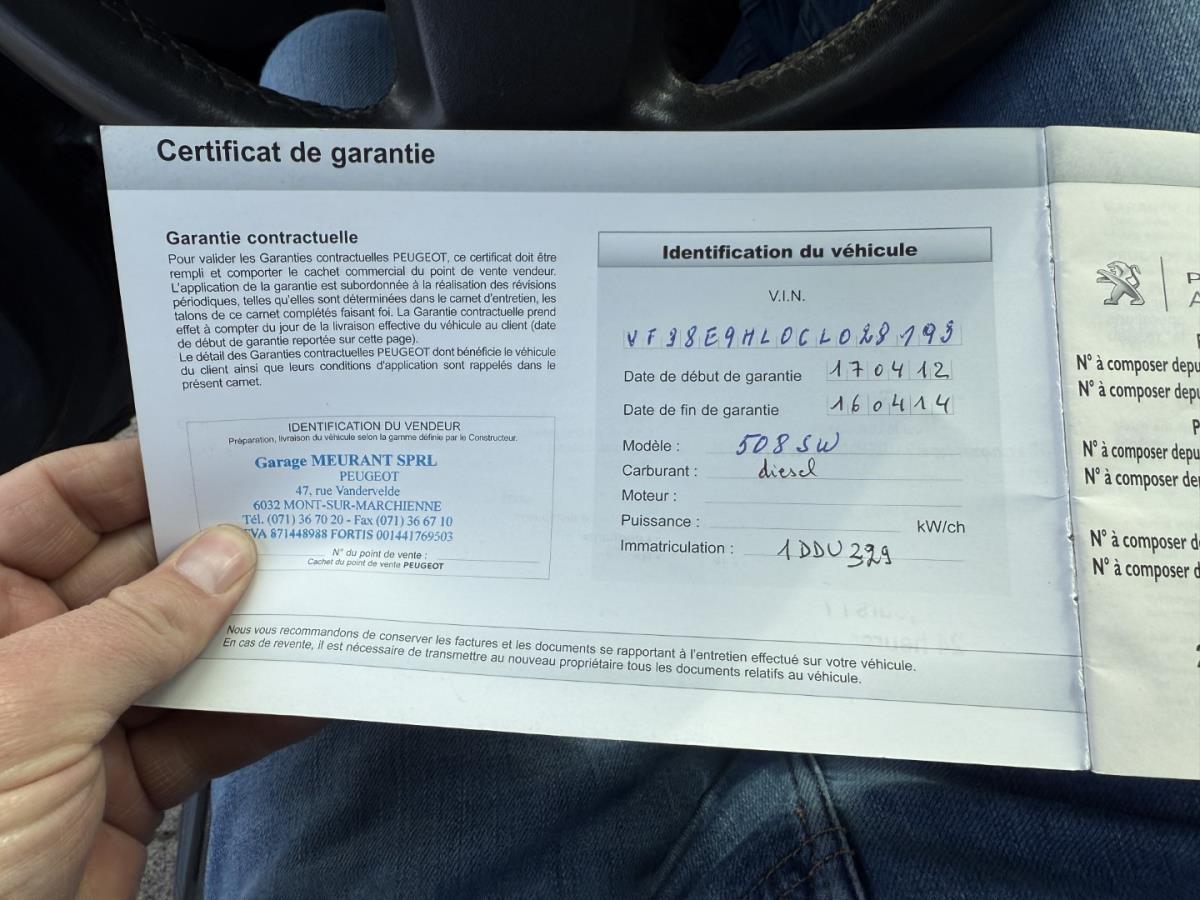 Certificat de garantie
Garantie contractuelle
Pour valider les Garanties contractuelles PEUGEOT, ce certificat doit être
rempli et comporter le cachet commercial du point de vente vendeur.
L'application de la garantie est subordonnée à la réalisation des révisions
périodiques, telles qu'elles sont déterminées dans le carnet d'entretien, les
talons de ce carnet complétés faisant foi. La Garantie contractuelle prend
effet à compter du jour de la livraison effective du véhicule au client (date
de début de garantie reportée sur cette page).
Le détail des Garanties contractuelles PEUGEOT dont bénéficie le véhicule
du client ainsi que leurs conditions d'application sont rappelés dans le
présent carnet.
IDENTIFICATION DU VENDEUR
Préparation, livraison du véhicule selon la gamme définie par le Constructeur.
Garage MEURANT SPRL
PEUGEOT
47, rue Vandervelde
6032 MONT-SUR-MARCHIENNE
Tél. (071) 36 70 20 - Fax (071) 36 67 10
TVA 871448988 FORTIS 001441769503
N° du point de vente :
Cachet du point de vente PEUGEOT
Identification du véhicule
V.I.N.
VF38E9HL0CL028193
Date de début de garantie 170412
Date de fin de garantie 160414
Modèle : 508 SW
Carburant : diesel
Moteur :
Puissance : kW/ch
Immatriculation : 1DDU329
Nous vous recommandons de conserver les factures et les documents se rapportant à l'entretien effectué sur votre véhicule.
En cas de revente, il est nécessaire de transmettre au nouveau propriétaire tous les documents relatifs au véhicule.
N° à composer depu
N° à composer depu
N° à composer depu
N° à composer de
N° à composer d
N° à composer d